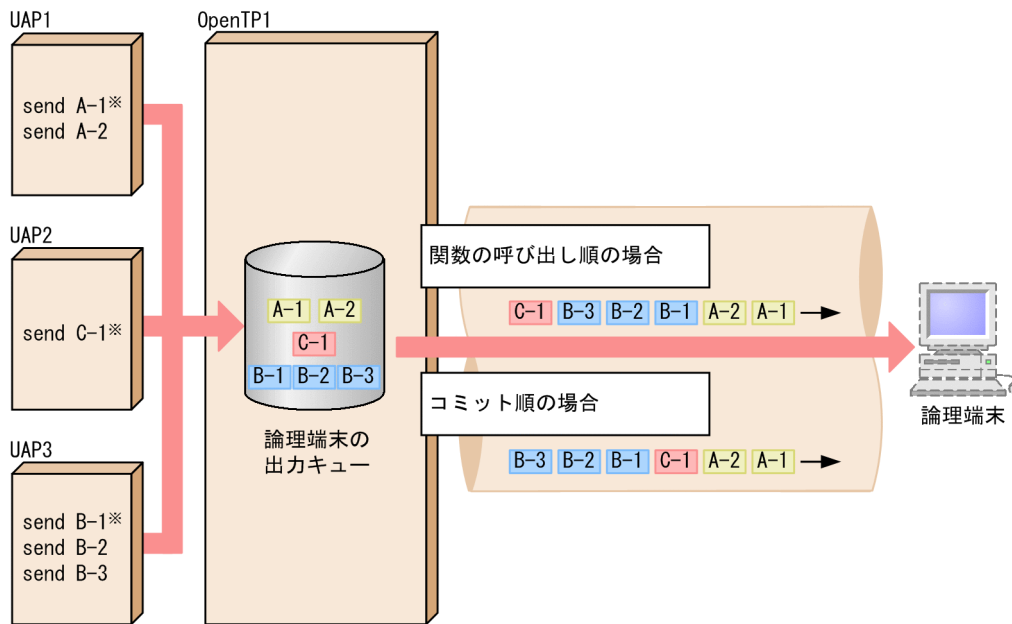 UAP1
send A-1※
send A-2
UAP2
send C-1※
UAP3
send B-1※
send B-2
send B-3
OpenTP1
A-1 A-2
C-1
B-1 B-2 B-3
論理端末の
出力キュー
関数の呼び出し順の場合
C-1 B-3 B-2 B-1 A-2 A-1
コミット順の場合
B-3 B-2 B-1 C-1 A-2 A-1
論理端末